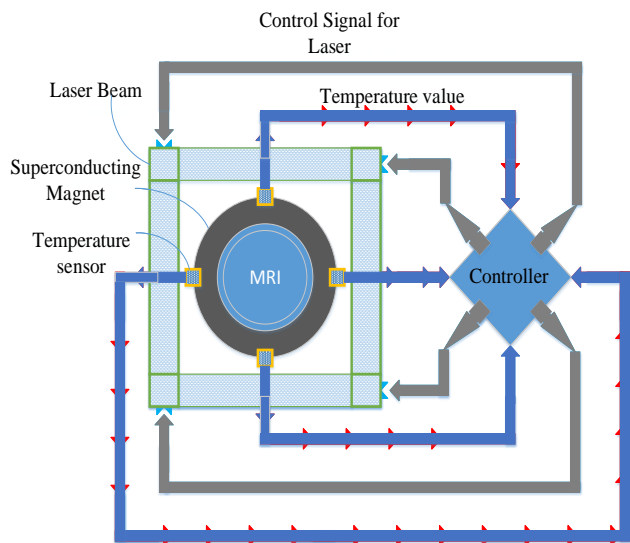 Control Signal for
Laser
Laser Beam
Temperature value
Superconducting
Magnet
Temperature
sensor
MRI
Controller